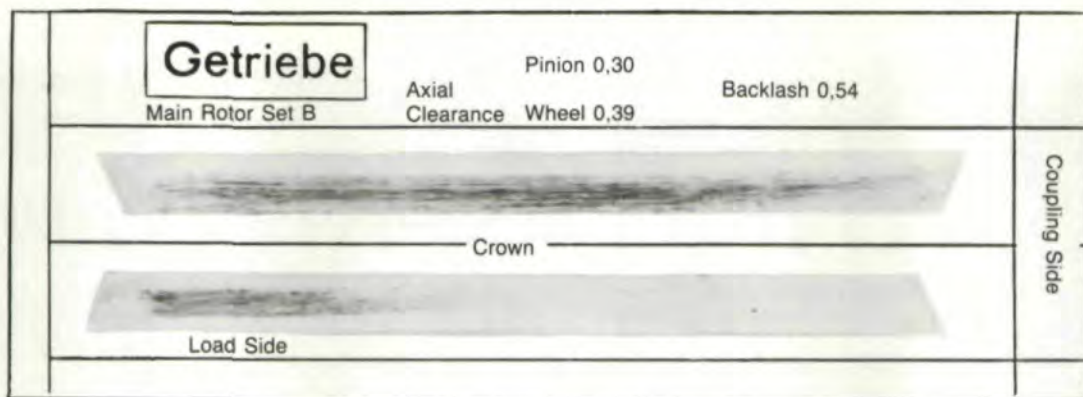 Getriebe
Main Rotor Set B
Axial
Clearance
Pinion 0,30
Wheel 0,39
Backlash 0,54
Crown
Load Side
Coupling Side